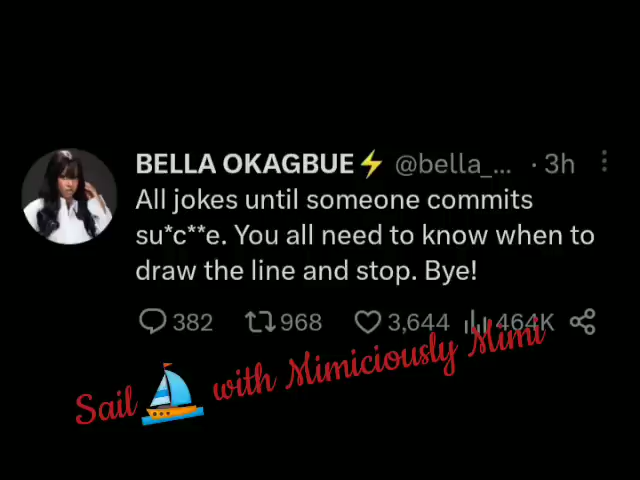 BELLA OKAGBUE⚡ @bella_... · 3h
All jokes until someone commits
su*c**e. You all need to know when to
draw the line and stop. Bye!
382 968 3,644 464K
Sail ⛵ with Mimiciously Mimi